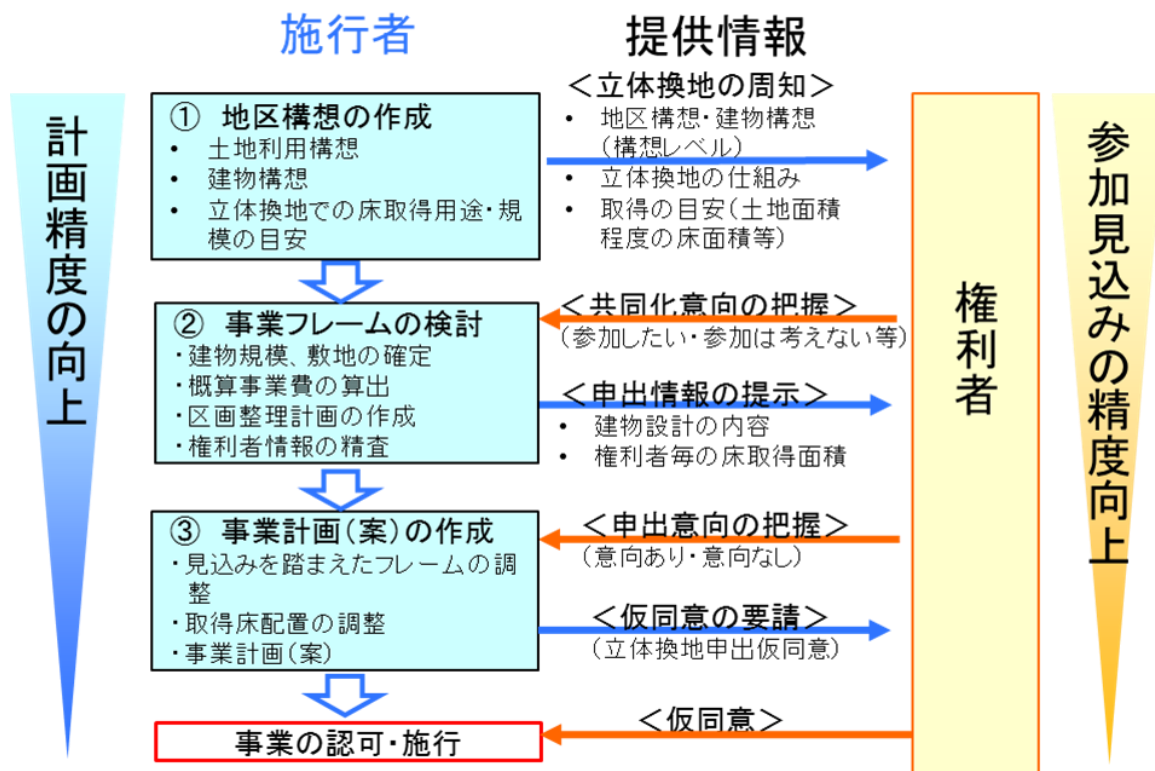 施行者
提供情報
計画精度の向上
① 地区構想の作成
• 土地利用構想
• 建物構想
• 立体換地での床取得用途・規
模の目安
＜立体換地の周知＞
• 地区構想・建物構想
（構想レベル）
• 立体換地の仕組み
• 取得の目安（土地面積
程度の床面積等）
② 事業フレームの検討
・建物規模、敷地の確定
・概算事業費の算出
・区画整理計画の作成
・権利者情報の精査
＜共同化意向の把握＞
（参加したい・参加は考えない等）
＜申出情報の提示＞
• 建物設計の内容
• 権利者毎の床取得面積
③ 事業計画（案）の作成
・見込みを踏まえたフレームの調
整
・取得床配置の調整
・事業計画（案）
＜申出意向の把握＞
（意向あり・意向なし）
＜仮同意の要請＞
（立体換地申出仮同意）
事業の認可・施行
＜仮同意＞
権利者
参加見込みの精度向上